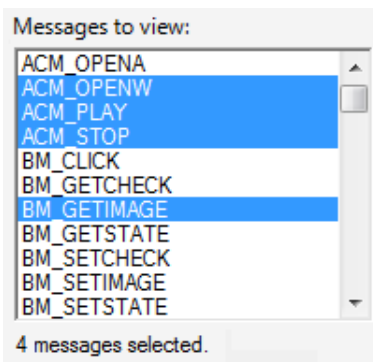 Messages to view:
ACM_OPENA
ACM_OPENW
ACM_PLAY
ACM_STOP
BM_CLICK
BM_GETCHECK
BM_GETIMAGE
BM_GETSTATE
BM_SETCHECK
BM_SETIMAGE
BM_SETSTATE
4 messages selected.